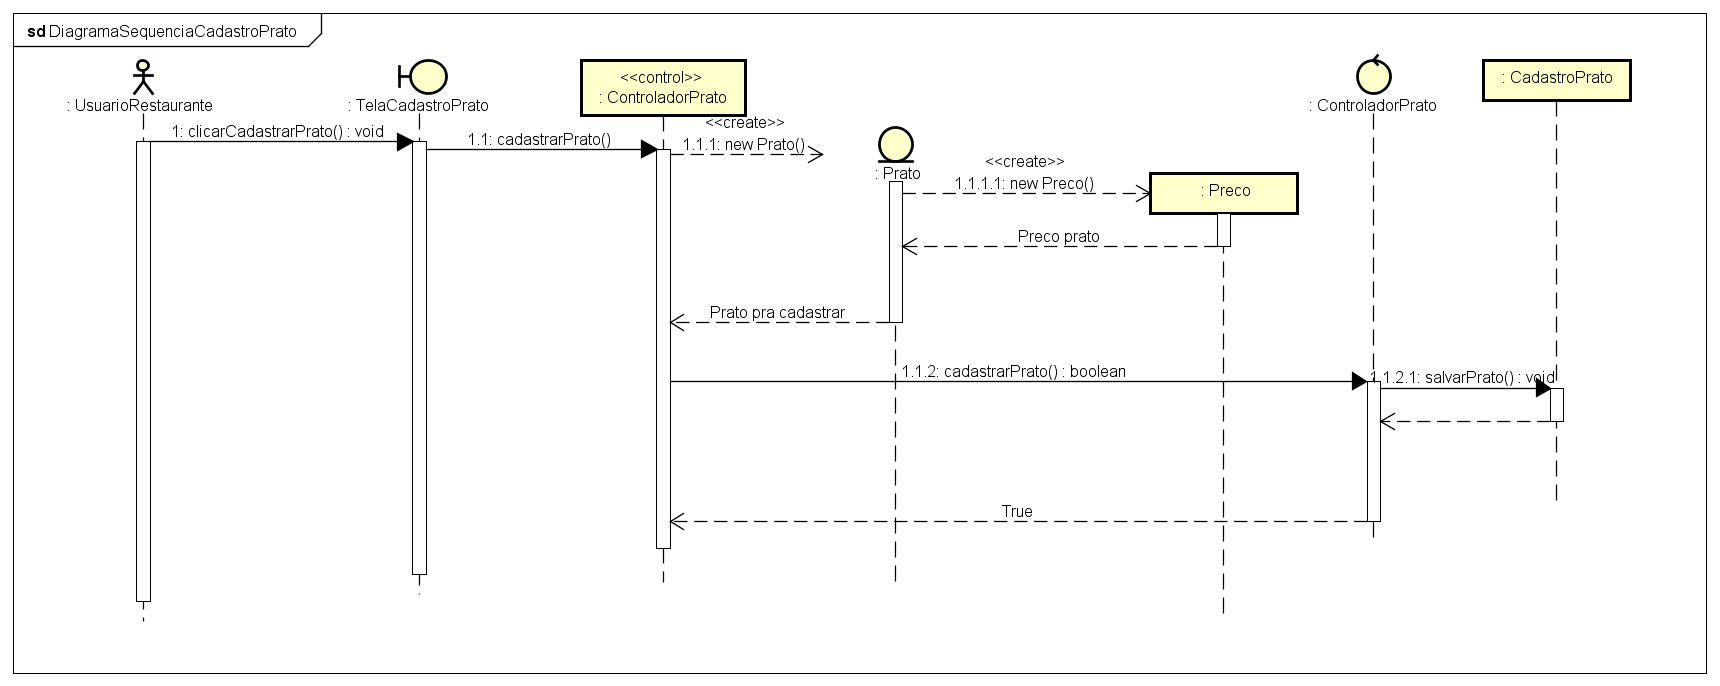 sd DiagramaSequenciaCadastroPrato
: UsuarioRestaurante
: TelaCadastroPrato
<<control>>
: ControladorPrato
: ControladorPrato
: CadastroPrato
1: clicarCadastrarPrato() : void
1.1: cadastrarPrato()
<<create>>
1.1.1: new Prato()
: Prato
<<create>>
1.1.1.1: new Preco()
: Preco
Preco prato
Prato pra cadastrar
1.1.2: cadastrarPrato() : boolean
1.1.2.1: salvarPrato() : void
True